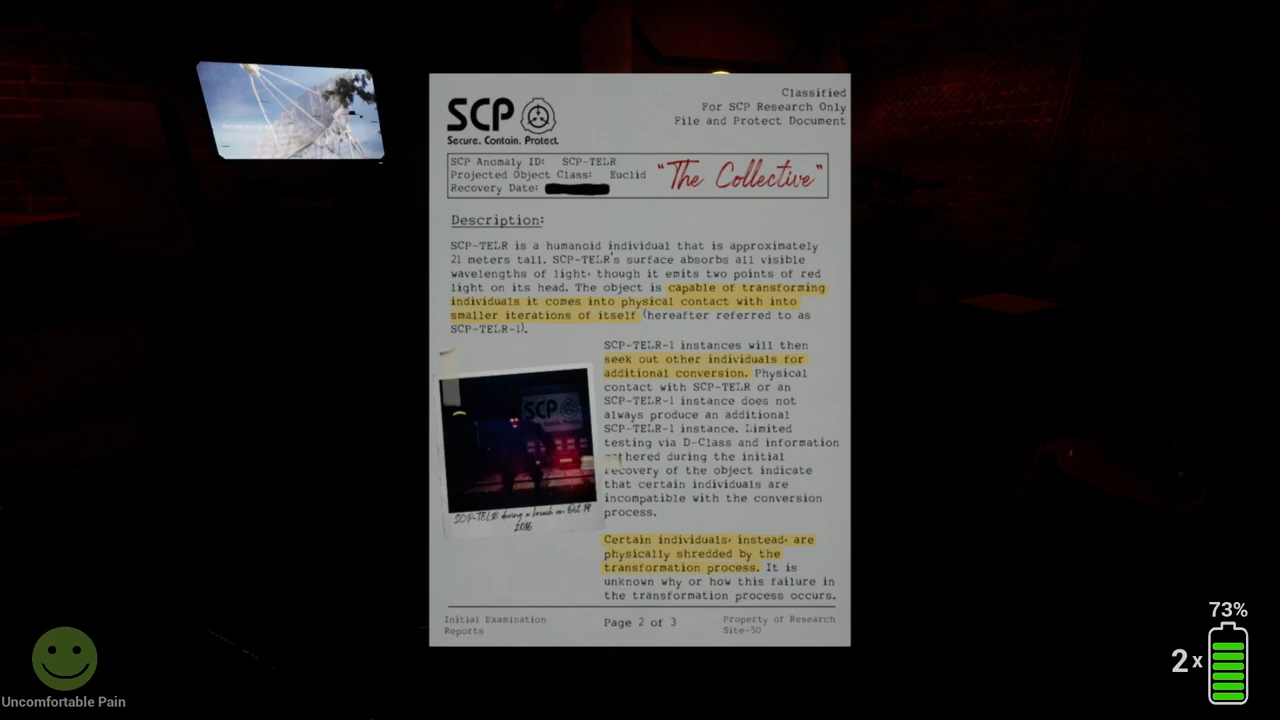 Classified
For SCP Research Only
File and Protect Document
SCP
Secure. Contain. Protect.
SCP Anomaly ID: SCP-TELR
Projected Object Class: Euclid
Recovery Date:
"The Collective"
Description:
SCP-TELR is a humanoid individual that is approximately
21 meters tall. SCP-TELR's surface absorbs all visible
wavelengths of light, though it emits two points of red
light on its head. The object is capable of transforming
individuals it comes into physical contact with into
smaller iterations of itself (hereafter referred to as
SCP-TELR-1).
SCP-TELR-1 instances will then
seek out other individuals for
additional conversion. Physical
contact with SCP-TELR or an
SCP-TELR-1 instance does not
always produce an additional
SCP-TELR-1 instance. Limited
testing via D-Class and information
gathered during the initial
recovery of the object indicate
that certain individuals are
incompatible with the conversion
process.
SCP
SCP-TELR during a breach on Oct 19
2016
Certain individuals, instead, are
physically shredded by the
transformation process. It is
unknown why or how this failure in
the transformation process occurs.
Initial Examination
Reports
Page 2 of 3
Property of Research
Site-50
73%
2x
Uncomfortable Pain